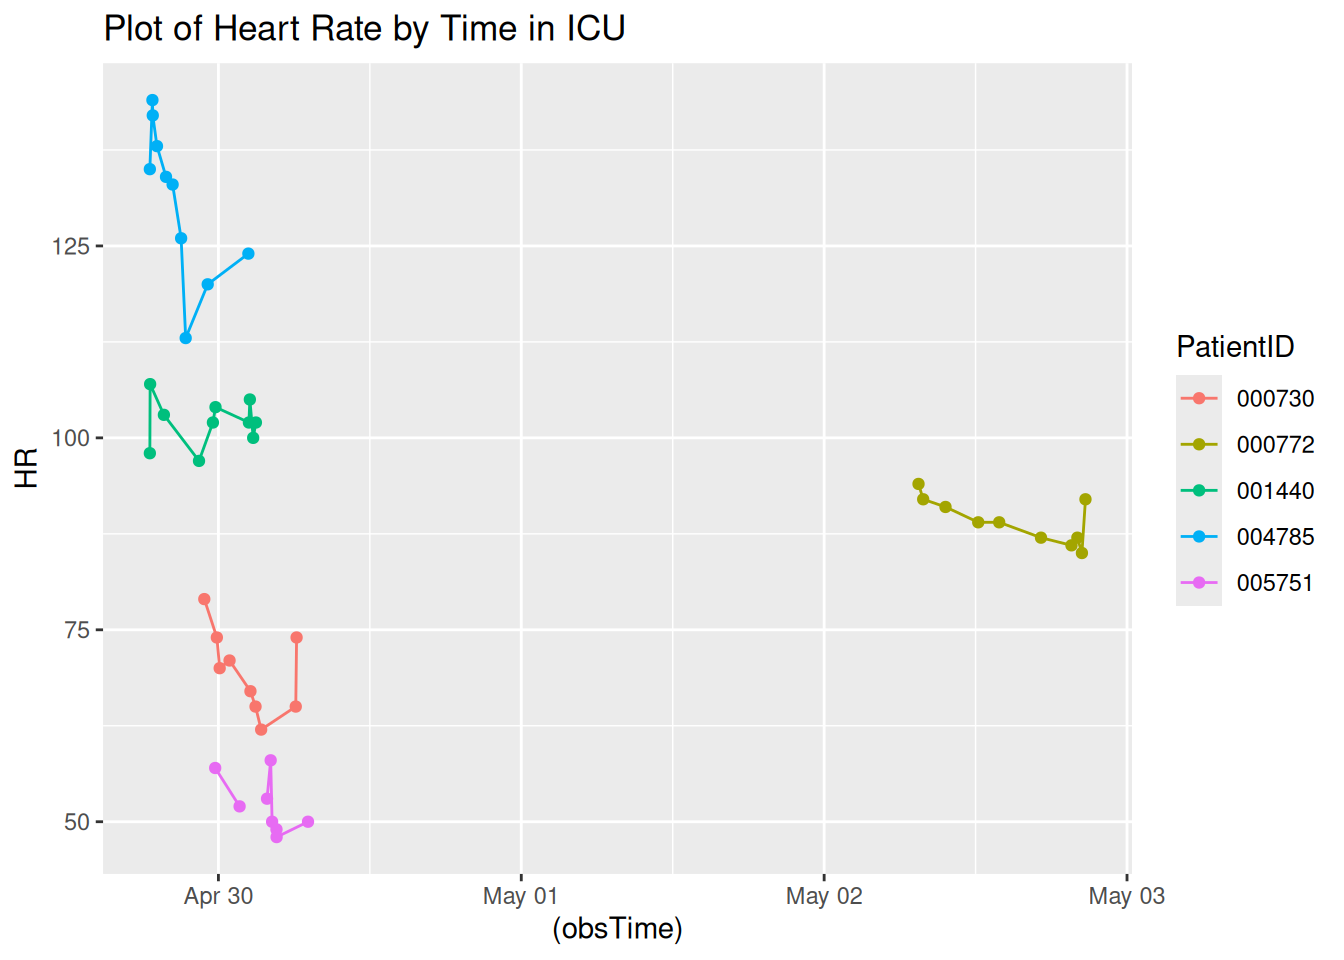 Plot of Heart Rate by Time in ICU
HR
125
100
75
50
Apr 30
May 01
May 02
May 03
(obsTime)
PatientID
000730
000772
001440
004785
005751